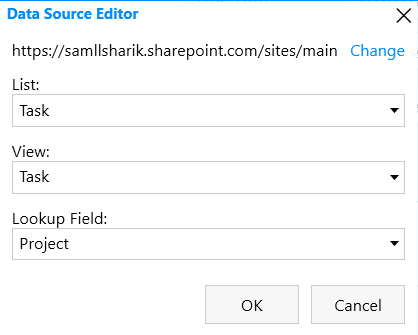 Data Source Editor
https://samllsharik.sharepoint.com/sites/main Change
List:
Task
View:
Task
Lookup Field:
Project
OK Cancel